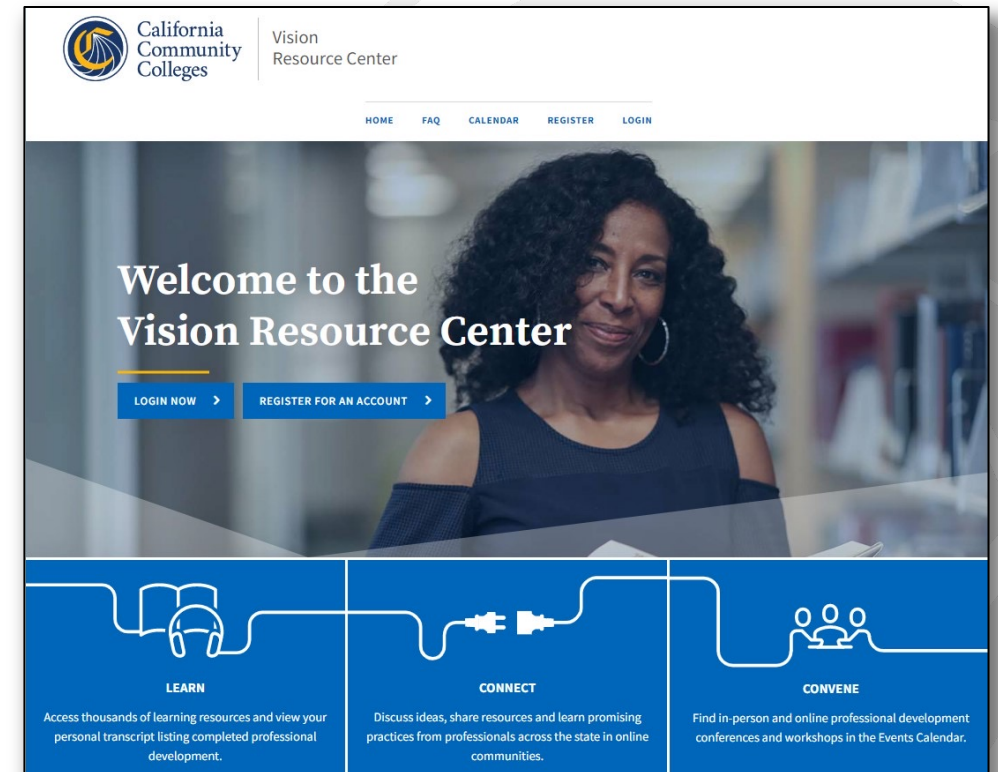 California
Community
Colleges
Vision
Resource Center
HOME FAQ CALENDAR REGISTER LOGIN
Welcome to the
Vision Resource Center
LOGIN NOW
REGISTER FOR AN ACCOUNT
LEARN
Access thousands of learning resources and view your
personal transcript listing completed professional
development.
CONNECT
Discuss ideas, share resources and learn promising
practices from professionals across the state in online
communities.
CONVENE
Find in-person and online professional development
conferences and workshops in the Events Calendar.